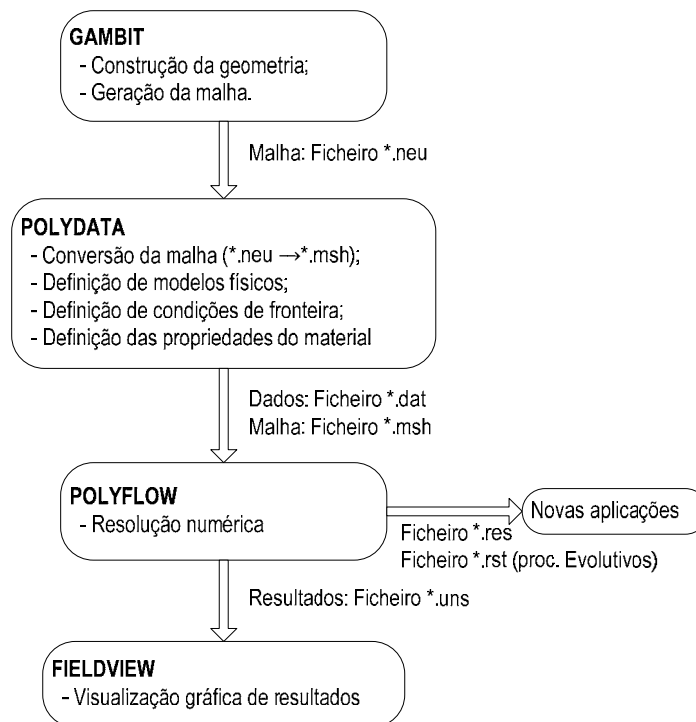 GAMBIT
- Construção da geometria;
- Geração da malha.
Malha: Ficheiro *.neu
POLYDATA
- Conversão da malha (*.neu →*.msh);
- Definição de modelos físicos;
- Definição de condições de fronteira;
- Definição das propriedades do material
Dados: Ficheiro *.dat
Malha: Ficheiro *.msh
POLYFLOW
- Resolução numérica
Novas aplicações
Ficheiro *.res
Ficheiro *.rst (proc. Evolutivos)
Resultados: Ficheiro *.uns
FIELDVIEW
- Visualização gráfica de resultados